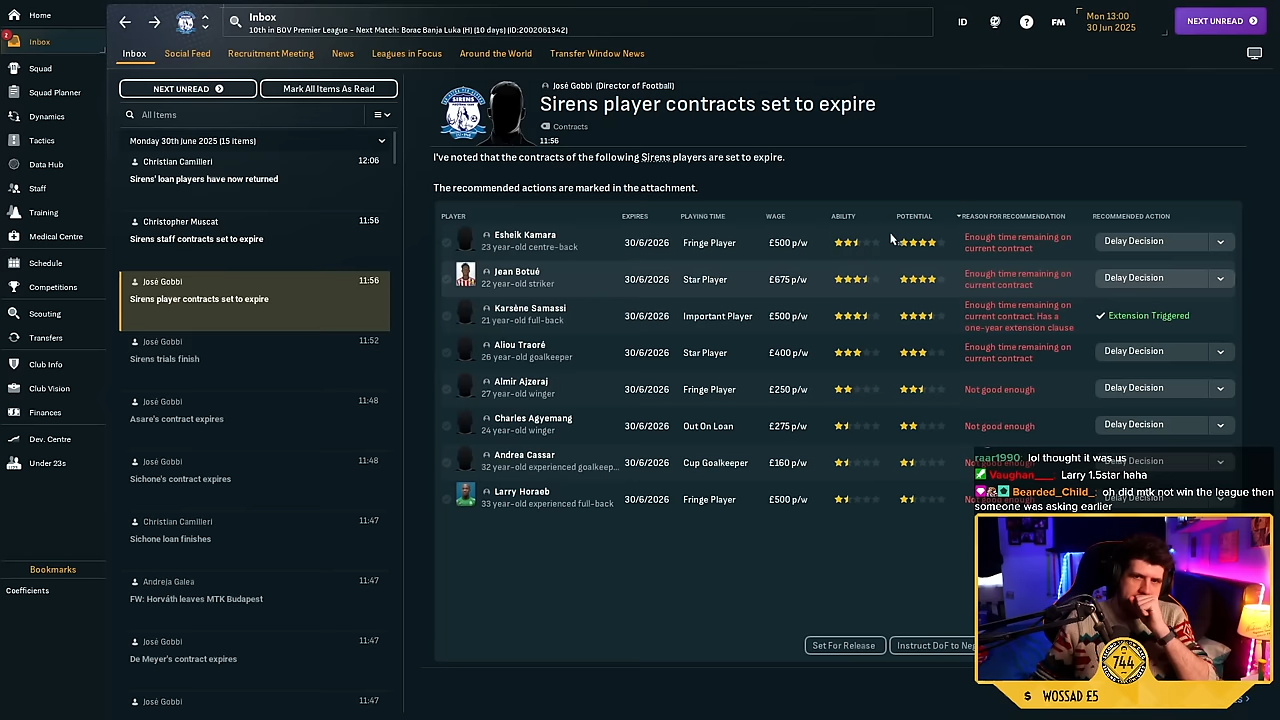 Home
2
Inbox
Squad
Squad Planner
Dynamics
Tactics
Data Hub
Staff
Training
Medical Centre
Schedule
Competitions
Scouting
Transfers
Club Info
Club Vision
Finances
Dev. Centre
Under 23s
Bookmarks
Coefficients
Inbox
10th in BOV Premier League - Next Match: Borac Banja Luka (H) (10 days) (ID:2002061342)
ID
?
FM
Mon 13:00
30 Jun 2025
NEXT UNREAD
Inbox
Social Feed
Recruitment Meeting
News
Leagues in Focus
Around the World
Transfer Window News
NEXT UNREAD
Mark All Items As Read
All Items
Monday 30th June 2025 (15 items)
Christian Camilleri 12:06
Sirens' loan players have now returned
Christopher Muscat 11:56
Sirens staff contracts set to expire
José Gobbi 11:56
Sirens player contracts set to expire
José Gobbi 11:52
Sirens trials finish
José Gobbi 11:48
Asare's contract expires
José Gobbi 11:48
Sichone's contract expires
Christian Camilleri 11:47
Sichone loan finishes
Andreja Galea 11:47
FW: Horváth leaves MTK Budapest
José Gobbi 11:47
De Meyer's contract expires
José Gobbi 11:47
SIRENS
José Gobbi (Director of Football)
Sirens player contracts set to expire
Contracts
11:56
I've noted that the contracts of the following Sirens players are set to expire.
The recommended actions are marked in the attachment.
PLAYER EXPIRES PLAYING TIME WAGE ABILITY POTENTIAL REASON FOR RECOMMENDATION RECOMMENDED ACTION
Esheik Kamara
23 year-old centre-back
30/6/2026 Fringe Player £500 p/w
Enough time remaining on
current contract
Delay Decision
Jean Botué
22 year-old striker
30/6/2026 Star Player £675 p/w
Enough time remaining on
current contract
Delay Decision
Karsène Samassi
21 year-old full-back
30/6/2026 Important Player £500 p/w
Enough time remaining on
current contract. Has a
one-year extension clause
Extension Triggered
Aliou Traoré
26 year-old goalkeeper
30/6/2026 Star Player £400 p/w
Enough time remaining on
current contract
Delay Decision
Almir Ajzeraj
27 year-old winger
30/6/2026 Fringe Player £250 p/w
Not good enough
Delay Decision
Charles Agyemang
24 year-old winger
30/6/2026 Out On Loan £275 p/w
Not good enough
Delay Decision
Andrea Cassar
32 year-old experienced goalkeep...
30/6/2026 Cup Goalkeeper £160 p/w
Larry Horaeb
33 year-old experienced full-back
30/6/2026 Fringe Player £500 p/w
raar1990: lol thought it was us
Vaughan___: Larry 1.5star haha
Bearded_Child_: oh did mtk not win the league then
someone was asking earlier
Set For Release
Instruct DoF to Neg
744
$ WOSSAD £5